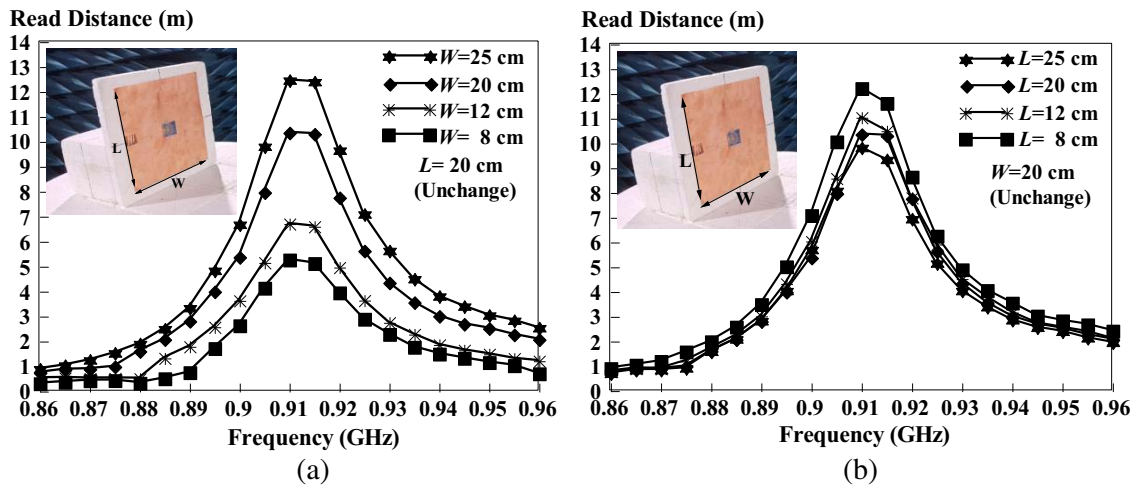 Read Distance (m)
14
13
12
11
10
9
8
7
6
5
4
3
2
1
0
0.86 0.87 0.88 0.89 0.9 0.91 0.92 0.93 0.94 0.95 0.96
Frequency (GHz)
W=25 cm
W=20 cm
W=12 cm
W= 8 cm
L= 20 cm
(Unchange)
L
W
(a)
Read Distance (m)
14
13
12
11
10
9
8
7
6
5
4
3
2
1
0
0.86 0.87 0.88 0.89 0.9 0.91 0.92 0.93 0.94 0.95 0.96
Frequency (GHz)
L=25 cm
L=20 cm
L=12 cm
L= 8 cm
W=20 cm
(Unchange)
L
W
(b)